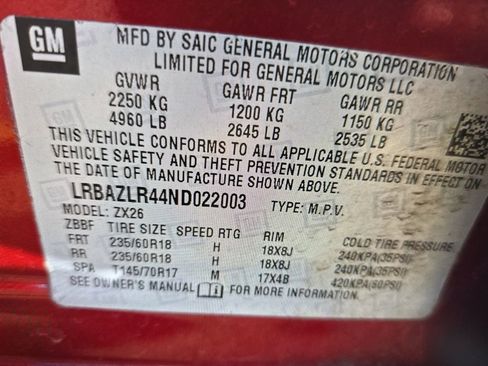 GM
MFD BY SAIC GENERAL MOTORS CORPORATION
LIMITED FOR GENERAL MOTORS LLC
GVWR GAWR FRT GAWR RR
2250 KG 1200 KG 1150 KG
4960 LB 2645 LB 2535 LB
THIS VEHICLE CONFORMS TO ALL APPLICABLE U.S. FEDERAL MOTOR
VEHICLE SAFETY AND THEFT PREVENTION STANDARDS IN EFFECT ON
THE DATE OF MANUFACTURE SHOWN ABOVE.
LRBAZLR44ND022003 TYPE: M.P.V.
MODEL: ZX26
ZBBF TIRE SIZE SPEED RTG RIM COLD TIRE PRESSURE
FRT 235/60R18 H 18X8J 240KPA(35PSI)
RR 235/60R18 H 18X8J 240KPA(35PSI)
SPA T145/70R17 M 17X4B 420KPA(60PSI)
SEE OWNER'S MANUAL FOR MORE INFORMATION.